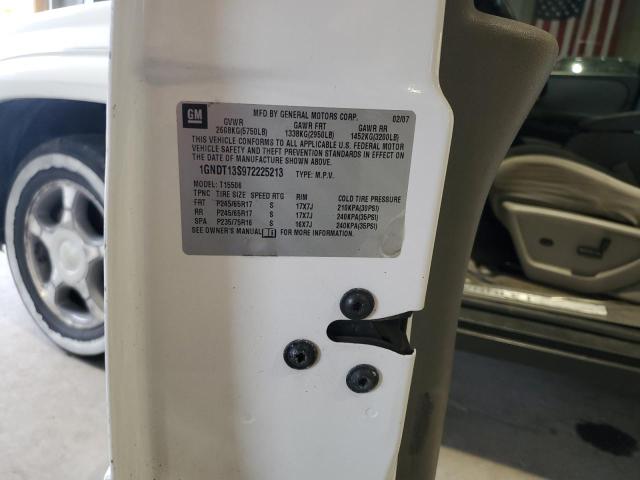 GM
MFD BY GENERAL MOTORS CORP. 02/07
GVWR GAWR FRT GAWR RR
2608KG(5750LB) 1338KG(2950LB) 1452KG(3200LB)
THIS VEHICLE CONFORMS TO ALL APPLICABLE U.S. FEDERAL MOTOR
VEHICLE SAFETY AND THEFT PREVENTION STANDARDS IN EFFECT ON
THE DATE OF MANUFACTURE SHOWN ABOVE.
1GNDT13S972225213 TYPE: M.P.V.
MODEL: T15506
TPNC TIRE SIZE SPEED RTG RIM COLD TIRE PRESSURE
FRT P245/65R17 S 17X7J 210KPA(30PSI)
RR P245/65R17 S 17X7J 240KPA(35PSI)
SPA P235/75R16 S 16X7J 240KPA(35PSI)
SEE OWNER'S MANUAL FOR MORE INFORMATION.